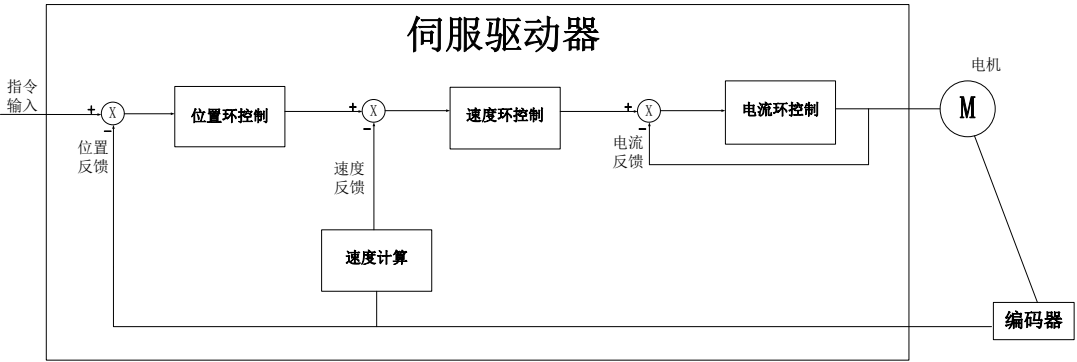 伺服驱动器
指令
输入
+
X
−
位置
反馈
位置环控制
+
X
−
速度
反馈
速度环控制
+
X
−
电流
反馈
电流环控制
电机
M
速度计算
编码器